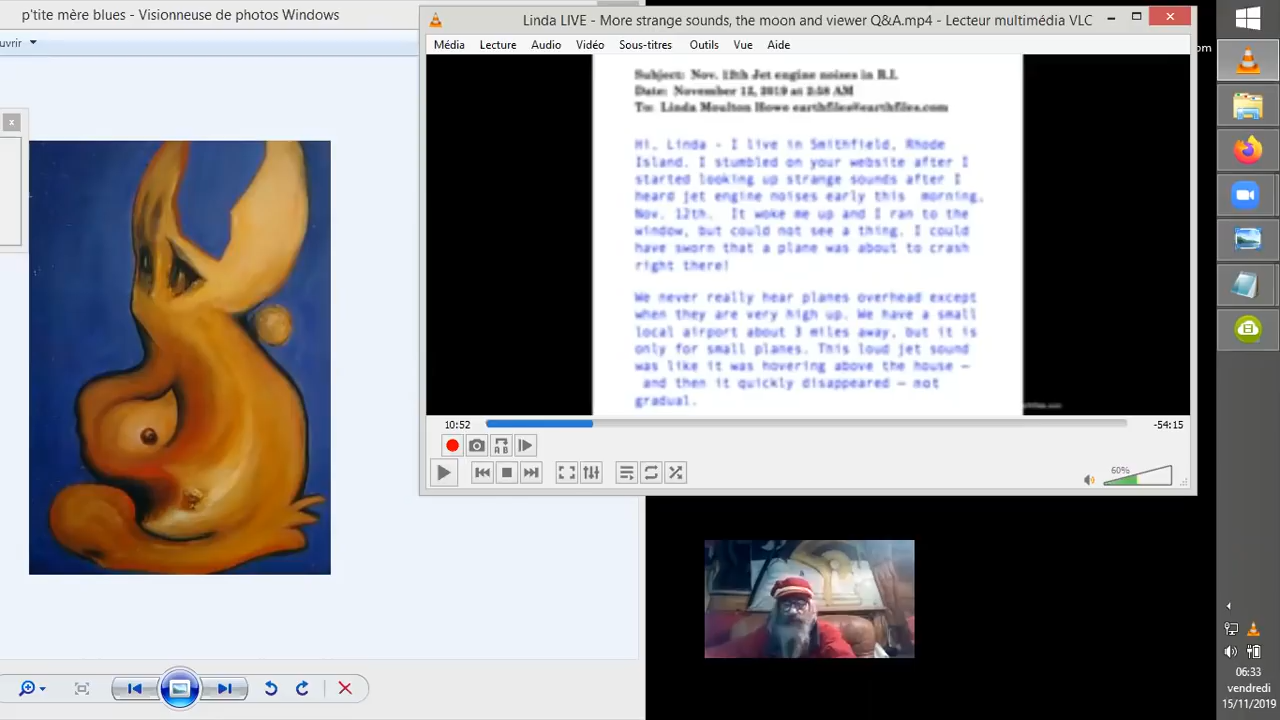 p'tite mère blues - Visionneuse de photos Windows
uvrir
Linda LIVE - More strange sounds, the moon and viewer Q&A.mp4 - Lecteur multimédia VLC
Média Lecture Audio Vidéo Sous-titres Outils Vue Aide
om
Subject: Nov. 12th Jet engine noises in R.I.
Date: November 12, 2019 at 2:58 AM
To: Linda Moulton Howe earthfiles@earthfiles.com
Hi, Linda - I live in Smithfield, Rhode
Island. I stumbled on your website after I
started looking up strange sounds after I
heard jet engine noises early this morning,
Nov. 12th. It woke me up and I ran to the
window, but could not see a thing. I could
have sworn that a plane was about to crash
right there!
We never really hear planes overhead except
when they are very high up. We have a small
local airport about 3 miles away, but it is
only for small planes. This loud jet sound
was like it was hovering above the house —
and then it quickly disappeared — not
gradual.
10:52
-54:15
A B
60%
06:33
vendredi
15/11/2019